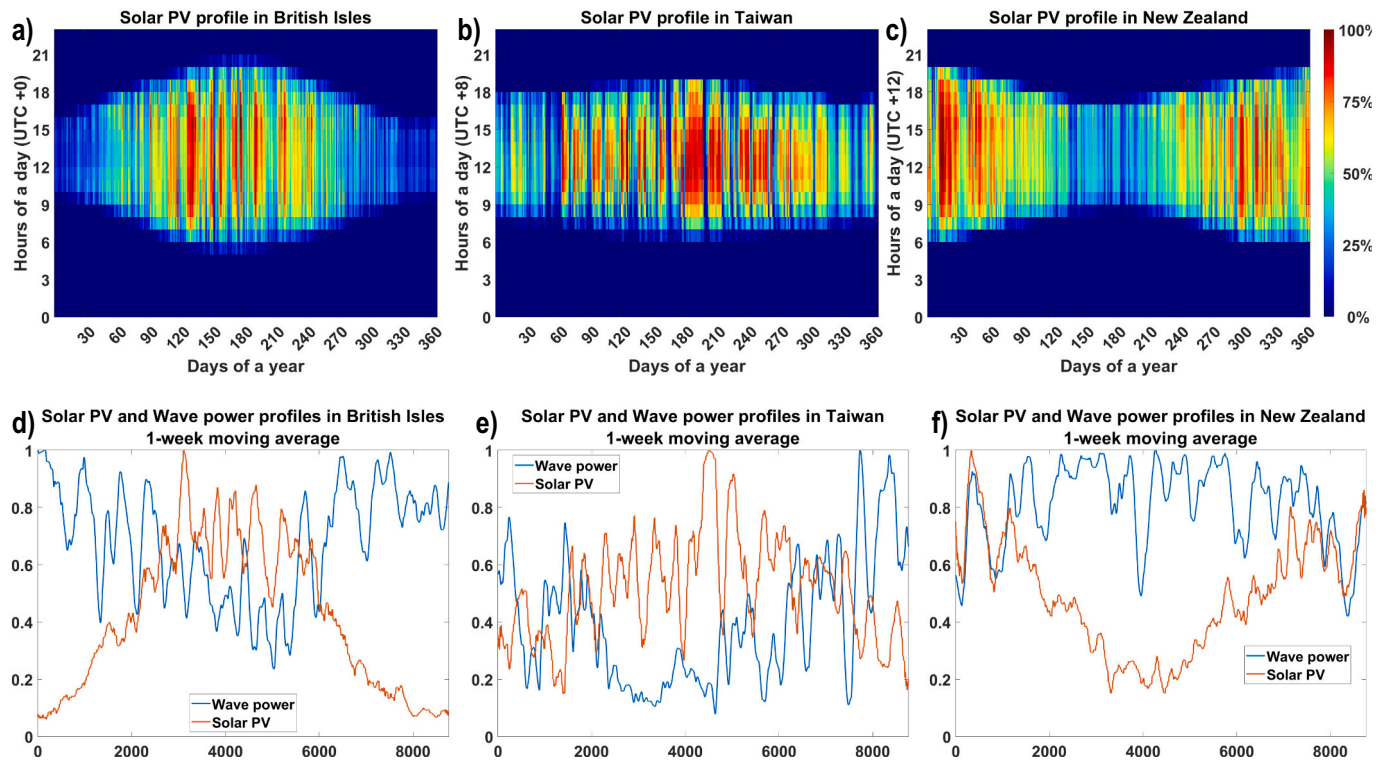 a)
Solar PV profile in British Isles
21
18
15
12
9
6
3
0
Hours of a day (UTC +0)
30 60 90 120 150 180 210 240 270 300 330 360
Days of a year
b)
Solar PV profile in Taiwan
21
18
15
12
9
6
3
0
Hours of a day (UTC +8)
30 60 90 120 150 180 210 240 270 300 330 360
Days of a year
c)
Solar PV profile in New Zealand
21
18
15
12
9
6
3
0
Hours of a day (UTC +12)
30 60 90 120 150 180 210 240 270 300 330 360
Days of a year
100%
75%
50%
25%
0%
d)
Solar PV and Wave power profiles in British Isles
1-week moving average
1
0.8
0.6
0.4
0.2
0
Wave power
Solar PV
0 2000 4000 6000 8000
e)
Solar PV and Wave power profiles in Taiwan
1-week moving average
1
0.8
0.6
0.4
0.2
0
Wave power
Solar PV
0 2000 4000 6000 8000
f)
Solar PV and Wave power profiles in New Zealand
1-week moving average
1
0.8
0.6
0.4
0.2
0
Wave power
Solar PV
0 2000 4000 6000 8000